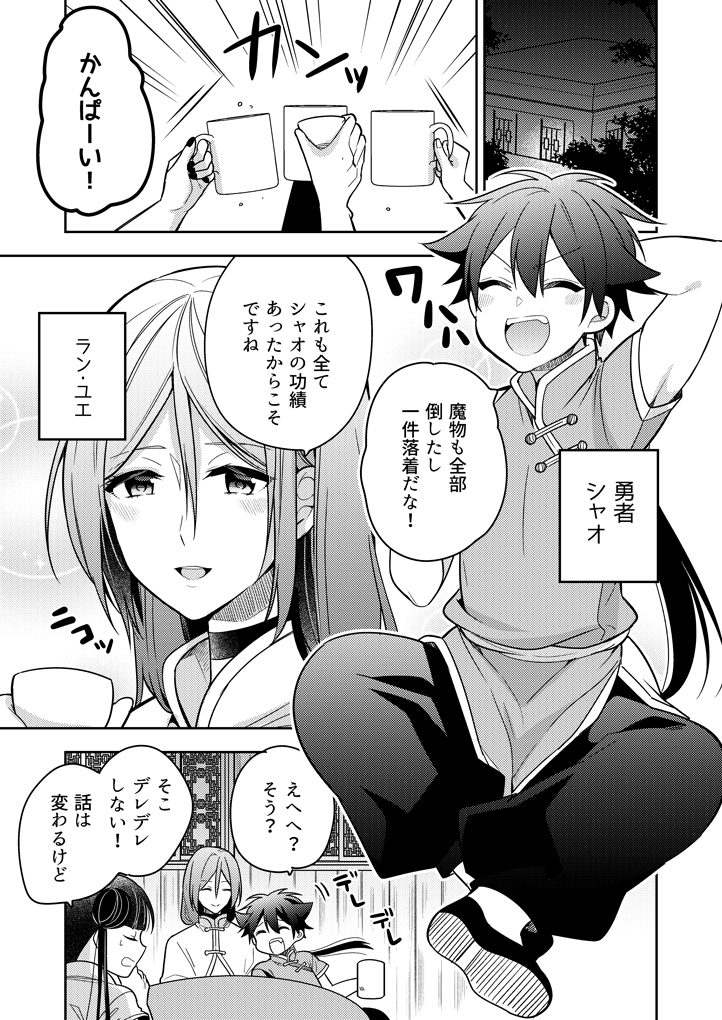 カンッ
かんぱーい！
ワハハ
魔物も全部
倒したし
一件落着だな！
勇者
シャオ
これも全て
シャオの功績
あったからこそ
ですね
ラン・ユエ
ニコッ
えへへ？
そう？
デレ
デレ
そこ
デレデレ
しない！
話は
変わるけど